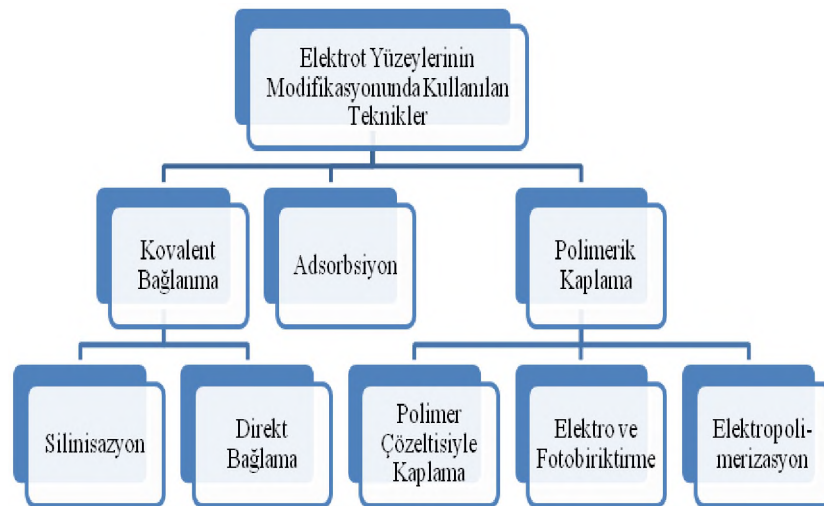 Elektrot Yüzeylerinin
Modifikasyonunda Kullanılan
Teknikler
Kovalent
Bağlanma
Adsorbsiyon
Polimerik
Kaplama
Silinisazyon
Direkt
Bağlama
Polimer
Çözeltisiyle
Kaplama
Elektro ve
Fotobiriktirme
Elektropoli-
merizasyon